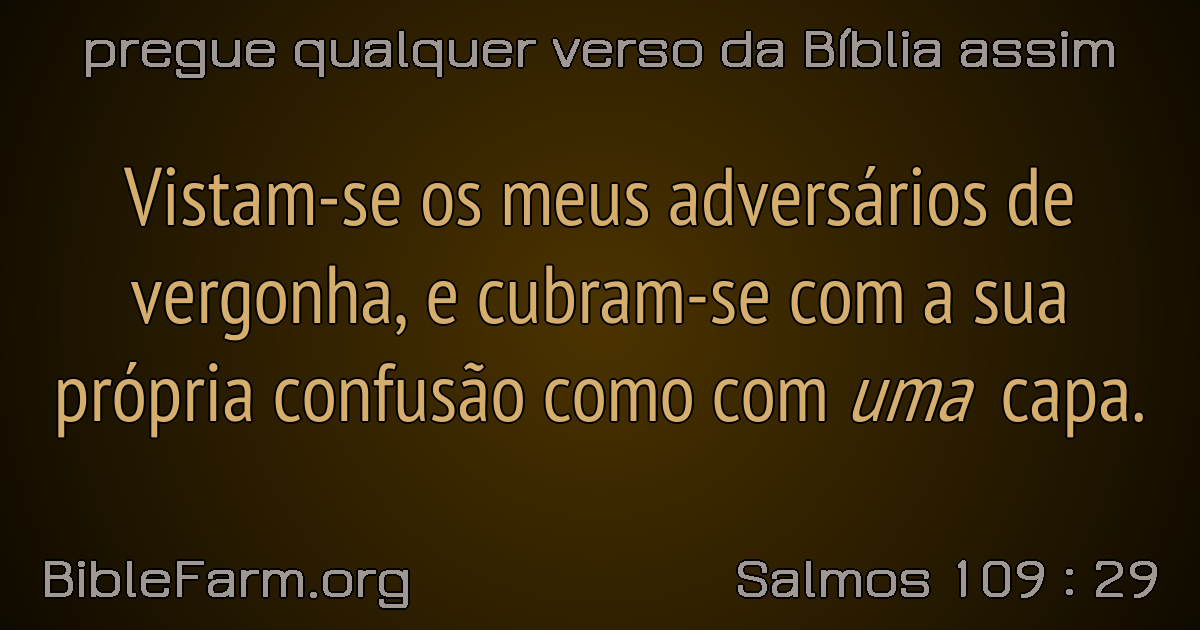 pregue qualquer verso da Bíblia assim
Vistam-se os meus adversários de
vergonha, e cubram-se com a sua
própria confusão como com uma capa.
BibleFarm.org
Salmos 109 : 29